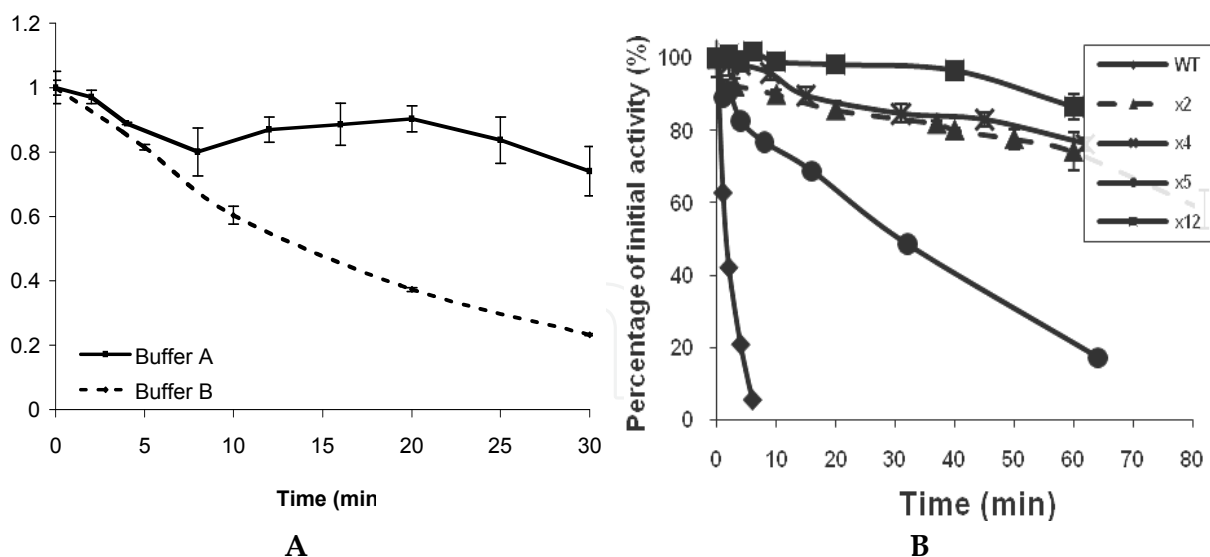 1.2
1
0.8
0.6
0.4
0.2
0
Buffer A
Buffer B
0 5 10 15 20 25 30
Time (min
A
Percentage of initial activity (%)
100
80
60
40
20
0
WT
x2
x4
x5
x12
0 10 20 30 40 50 60 70 80
Time (min)
B